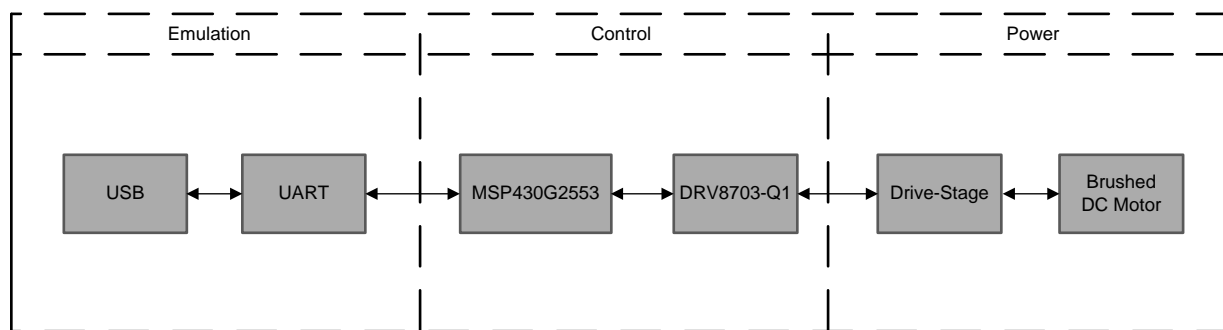 Emulation
Control
Power
USB
UART
MSP430G2553
DRV8703-Q1
Drive-Stage
Brushed
DC Motor